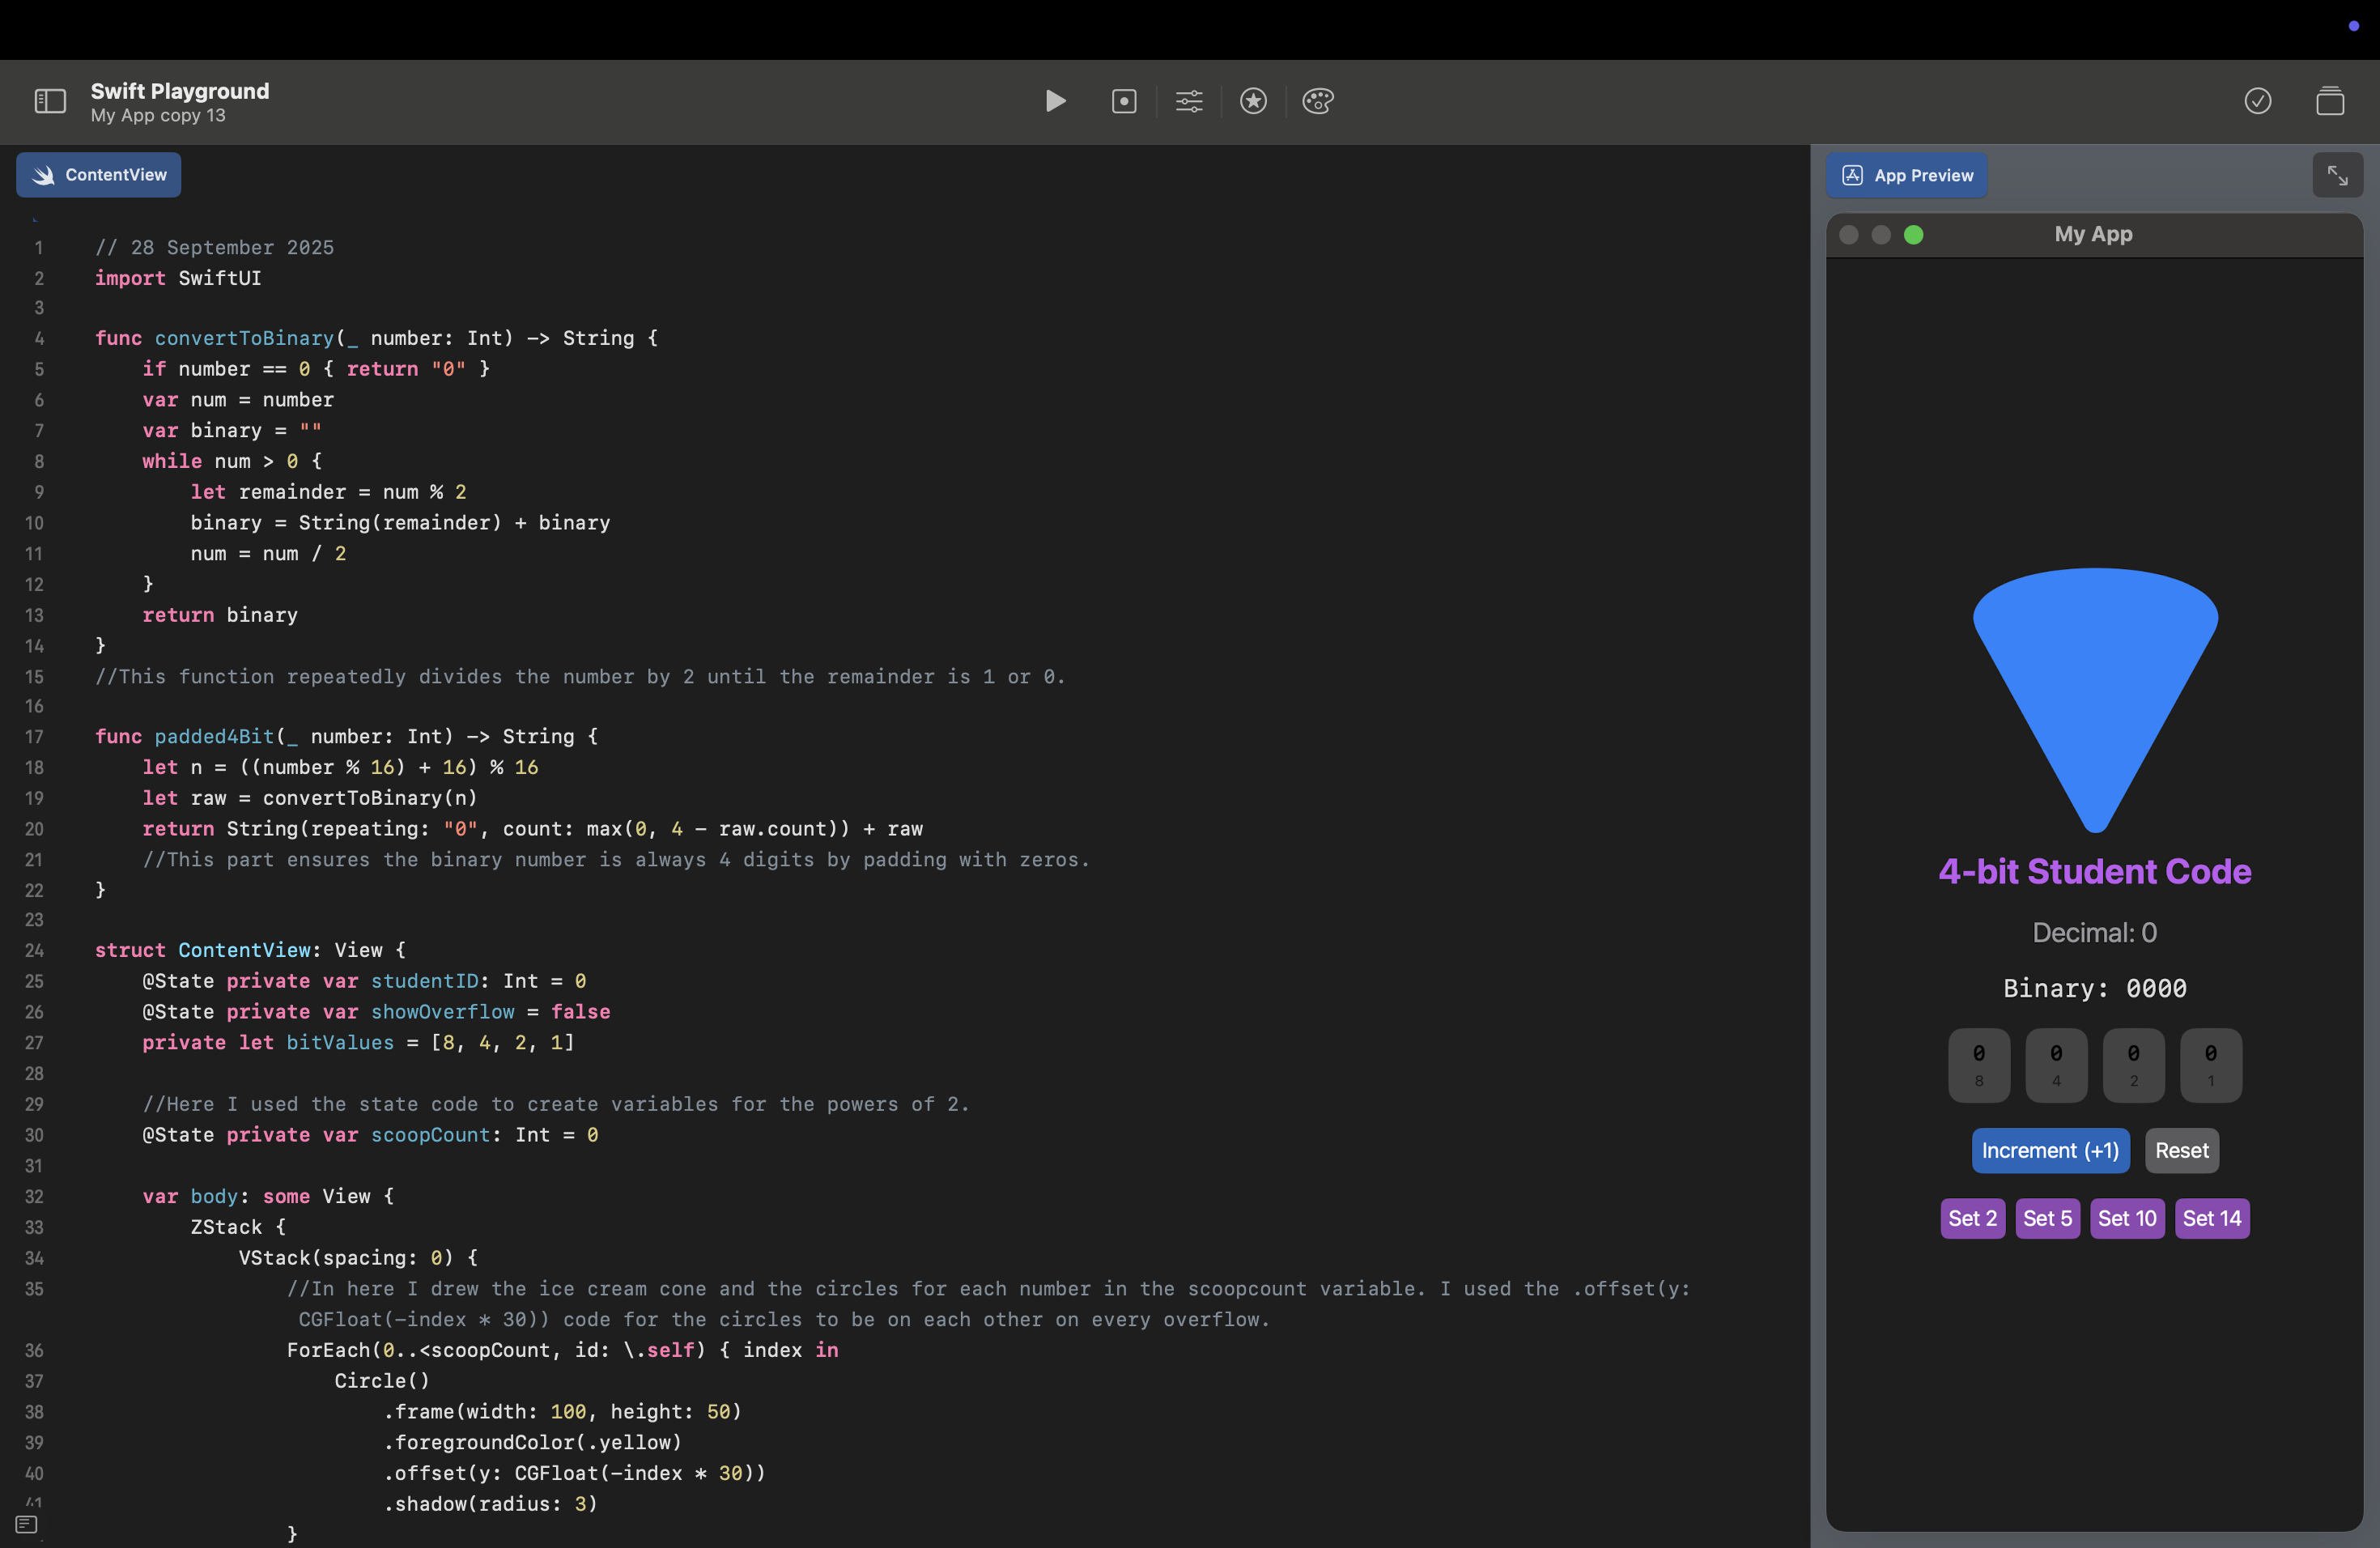 Swift Playground
My App copy 13
ContentView
1 // 28 September 2025
2 import SwiftUI
3
4 func convertToBinary(_ number: Int) -> String {
5 if number == 0 { return "0" }
6 var num = number
7 var binary = ""
8 while num > 0 {
9 let remainder = num % 2
10 binary = String(remainder) + binary
11 num = num / 2
12 }
13 return binary
14 }
15 //This function repeatedly divides the number by 2 until the remainder is 1 or 0.
16
17 func padded4Bit(_ number: Int) -> String {
18 let n = ((number % 16) + 16) % 16
19 let raw = convertToBinary(n)
20 return String(repeating: "0", count: max(0, 4 - raw.count)) + raw
21 //This part ensures the binary number is always 4 digits by padding with zeros.
22 }
23
24 struct ContentView: View {
25 @State private var studentID: Int = 0
26 @State private var showOverflow = false
27 private let bitValues = [8, 4, 2, 1]
28
29 //Here I used the state code to create variables for the powers of 2.
30 @State private var scoopCount: Int = 0
31
32 var body: some View {
33 ZStack {
34 VStack(spacing: 0) {
35 //In here I drew the ice cream cone and the circles for each number in the scoopcount variable. I used the .offset(y:
CGFloat(-index * 30)) code for the circles to be on each other on every overflow.
36 ForEach(0..<scoopCount, id: \.self) { index in
37 Circle()
38 .frame(width: 100, height: 50)
39 .foregroundColor(.yellow)
40 .offset(y: CGFloat(-index * 30))
41 .shadow(radius: 3)
}
App Preview
My App
4-bit Student Code
Decimal: 0
Binary: 0000
0 0 0 0
8 4 2 1
Increment (+1) Reset
Set 2 Set 5 Set 10 Set 14